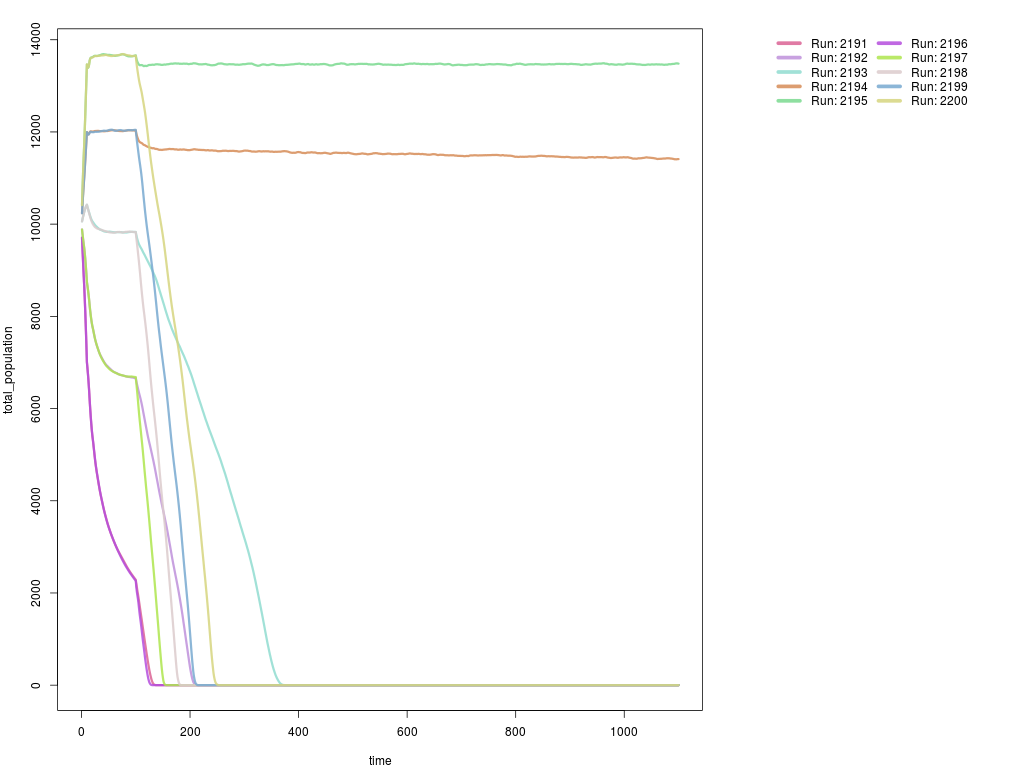 total_population
14000
12000
10000
8000
6000
4000
2000
0
0 200 400 600 800 1000
time
Run: 2191 Run: 2196
Run: 2192 Run: 2197
Run: 2193 Run: 2198
Run: 2194 Run: 2199
Run: 2195 Run: 2200